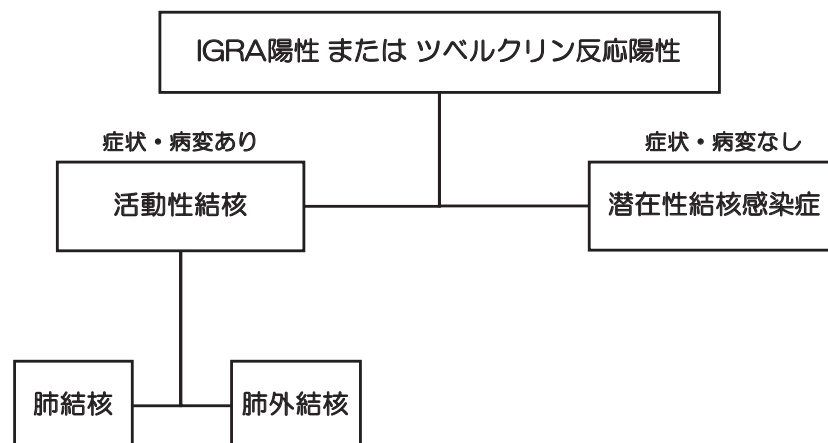 IGRA陽性 または ツベルクリン反応陽性
症状・病変あり
症状・病変なし
活動性結核
潜在性結核感染症
肺結核
肺外結核